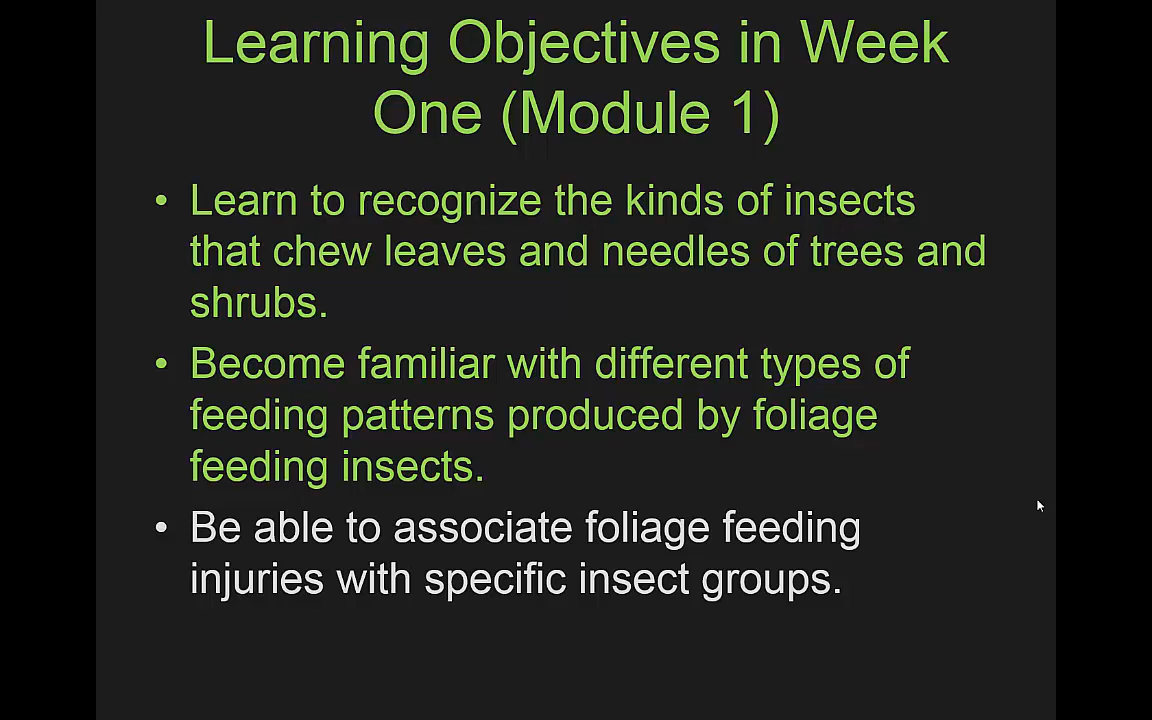 Learning Objectives in Week
One (Module 1)
• Learn to recognize the kinds of insects
that chew leaves and needles of trees and
shrubs.
• Become familiar with different types of
feeding patterns produced by foliage
feeding insects.
• Be able to associate foliage feeding
injuries with specific insect groups.